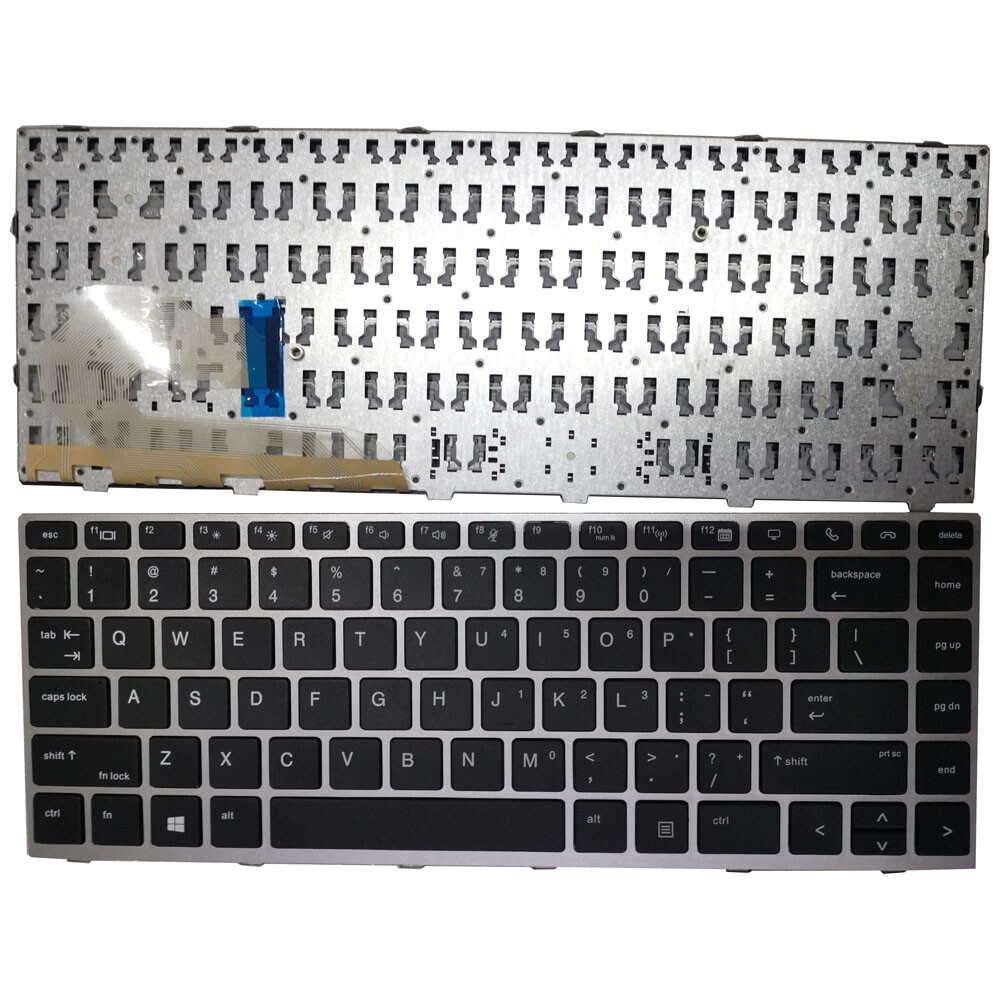 esc f1 f2 f3 f4 f5 f6 f7 f8 f9 f10 num lk f11 f12 delete
~ ` ! 1 @ 2 # 3 $ 4 % 5 ^ 6 & 7 7 * 8 8 ( 9 9 ) / 0 — - + = backspace ← home
tab Q W E R T Y U 4 I 5 O 6 P * { [ } ] | \ pg up
caps lock A S D F G H J 1 K 2 L 3 : - ; “ ‘ enter pg dn
shift ↑ fn lock Z X C V B N M 0 < , > . . ? + / ↑ shift prt sc end
ctrl fn alt alt ctrl < ^ v >